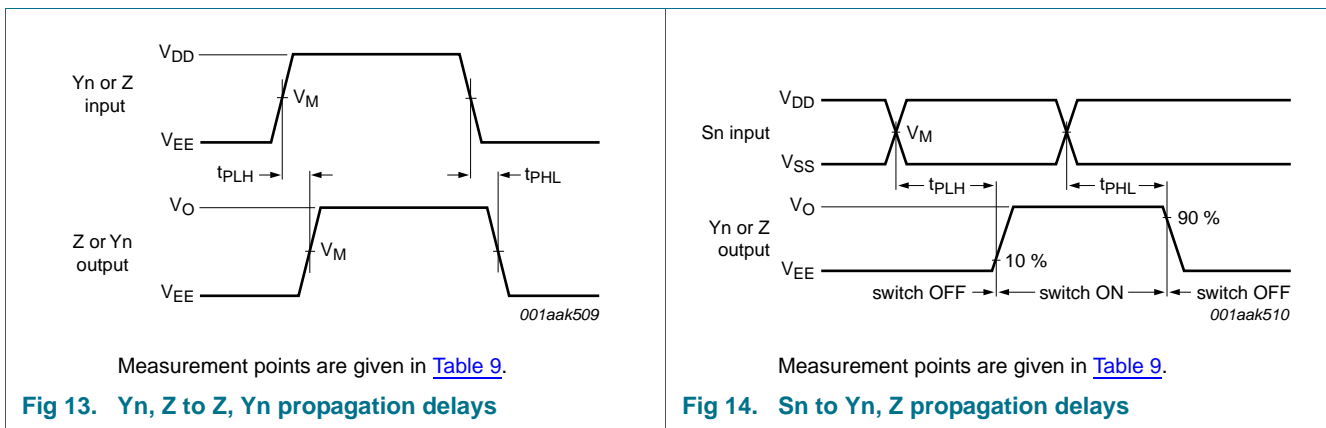 VDD
Yn or Z
input
VM
VEE
tPLH
tPHL
VO
Z or Yn
output
VM
VEE
001aak509
Measurement points are given in Table 9.
Fig 13. Yn, Z to Z, Yn propagation delays
VDD
Sn input
VM
VSS
tPLH
tPHL
VO
Yn or Z
output
90 %
10 %
VEE
switch OFF
switch ON
switch OFF
001aak510
Measurement points are given in Table 9.
Fig 14. Sn to Yn, Z propagation delays